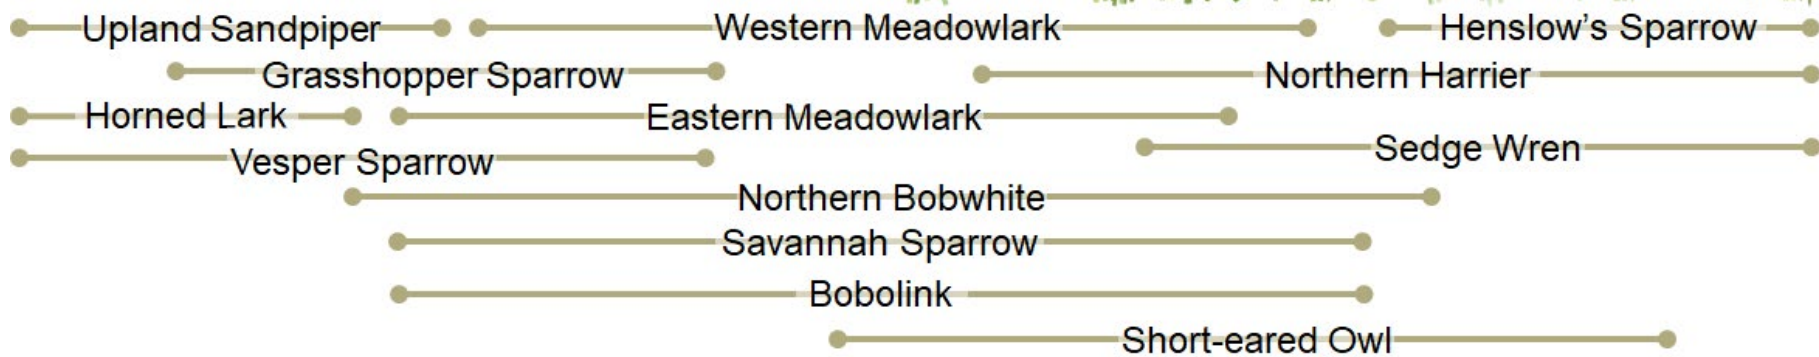 Upland Sandpiper
Western Meadowlark
Henslow's Sparrow
Grasshopper Sparrow
Northern Harrier
Horned Lark
Eastern Meadowlark
Sedge Wren
Vesper Sparrow
Northern Bobwhite
Savannah Sparrow
Bobolink
Short-eared Owl